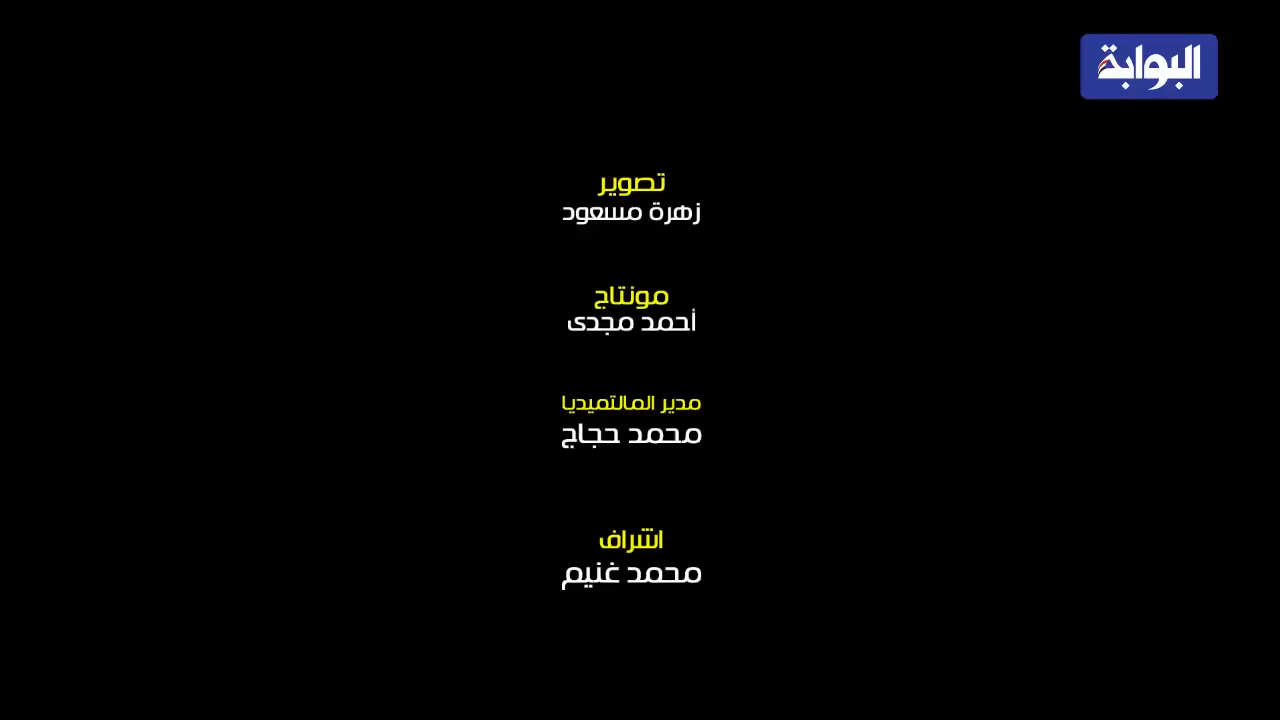 البوابة
تصوير
زهرة مسعود
مونتاج
أحمد مجدى
مدير المالتميديا
محمد حجاج
اشراف
محمد غنيم